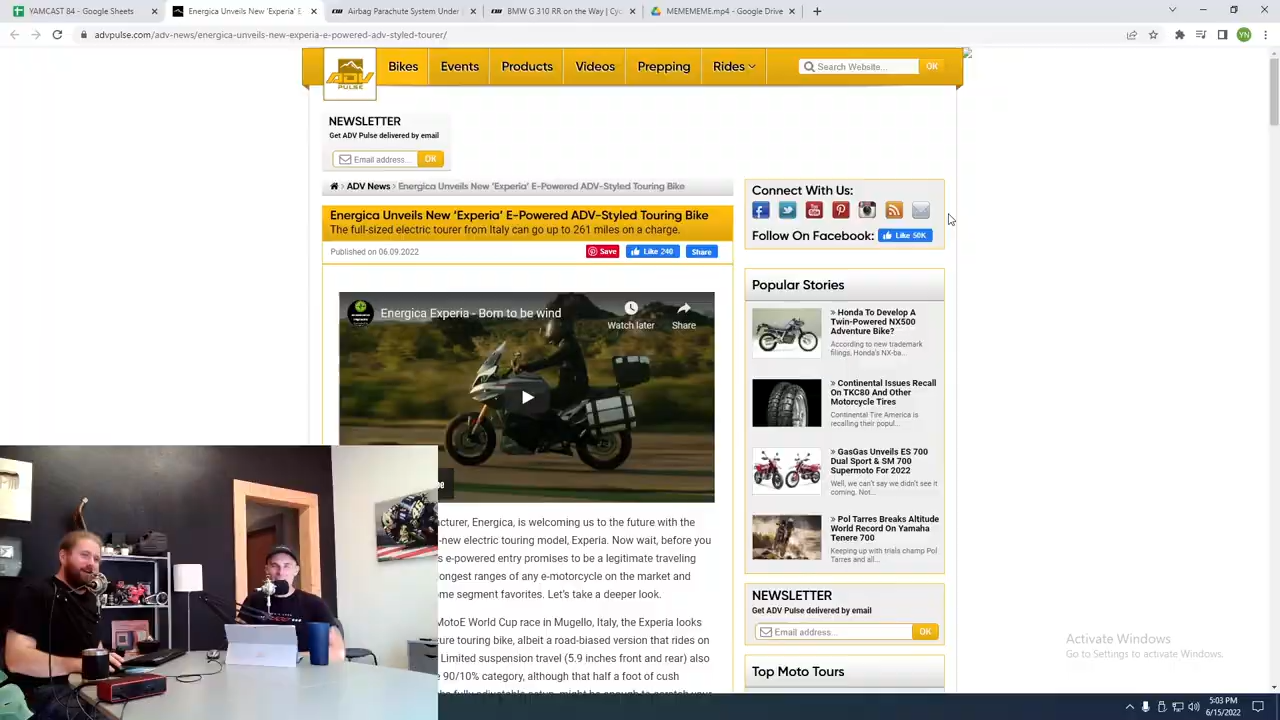 YAMCAST 84 - Google Sheets
Energica Unveils New 'Experia' E
Airbag Parachute System Under D
BMW G 310 RR on the Way | Cyc
MEMEMEME.mp4 - Google Drive
advpulse.com/adv-news/energica-unveils-new-experia-e-powered-adv-styled-touring/
YN
ADV
PULSE
Bikes
Events
Products
Videos
Prepping
Rides
Search Website...
OK
NEWSLETTER
Get ADV Pulse delivered by email
Email address...
OK
ADV News > Energica Unveils New 'Experia' E-Powered ADV-Styled Touring Bike
Energica Unveils New 'Experia' E-Powered ADV-Styled Touring Bike
The full-sized electric tourer from Italy can go up to 261 miles on a charge.
Published on 06.09.2022
Save
Like 240
Share
Energica Experia - Born to be wind
Watch later
Share
acturer, Energica, is welcoming us to the future with the
-new electric touring model, Experia. Now wait, before you
s e-powered entry promises to be a legitimate traveling
ongest ranges of any e-motorcycle on the market and
me segment favorites. Let's take a deeper look.
MotoE World Cup race in Mugello, Italy, the Experia looks
ure touring bike, albeit a road-biased version that rides on
Limited suspension travel (5.9 inches front and rear) also
90/10% category, although that half a foot of cush
Connect With Us:
Follow On Facebook:
Like 50K
Popular Stories
» Honda To Develop A
Twin-Powered NX500
Adventure Bike?
According to new trademark
filings, Honda's NX-ba...
» Continental Issues Recall
On TKC80 And Other
Motorcycle Tires
Continental Tire America is
recalling their popul...
» GasGas Unveils ES 700
Dual Sport & SM 700
Supermoto For 2022
Well, we can't say we didn't see it
coming. Not...
» Pol Tarres Breaks Altitude
World Record On Yamaha
Tenere 700
Keeping up with trials champ Pol
Tarres and all...
NEWSLETTER
Get ADV Pulse delivered by email
Email address...
OK
Top Moto Tours
Activate Windows
Go to Settings to activate Windows.
5:03 PM
6/15/2022